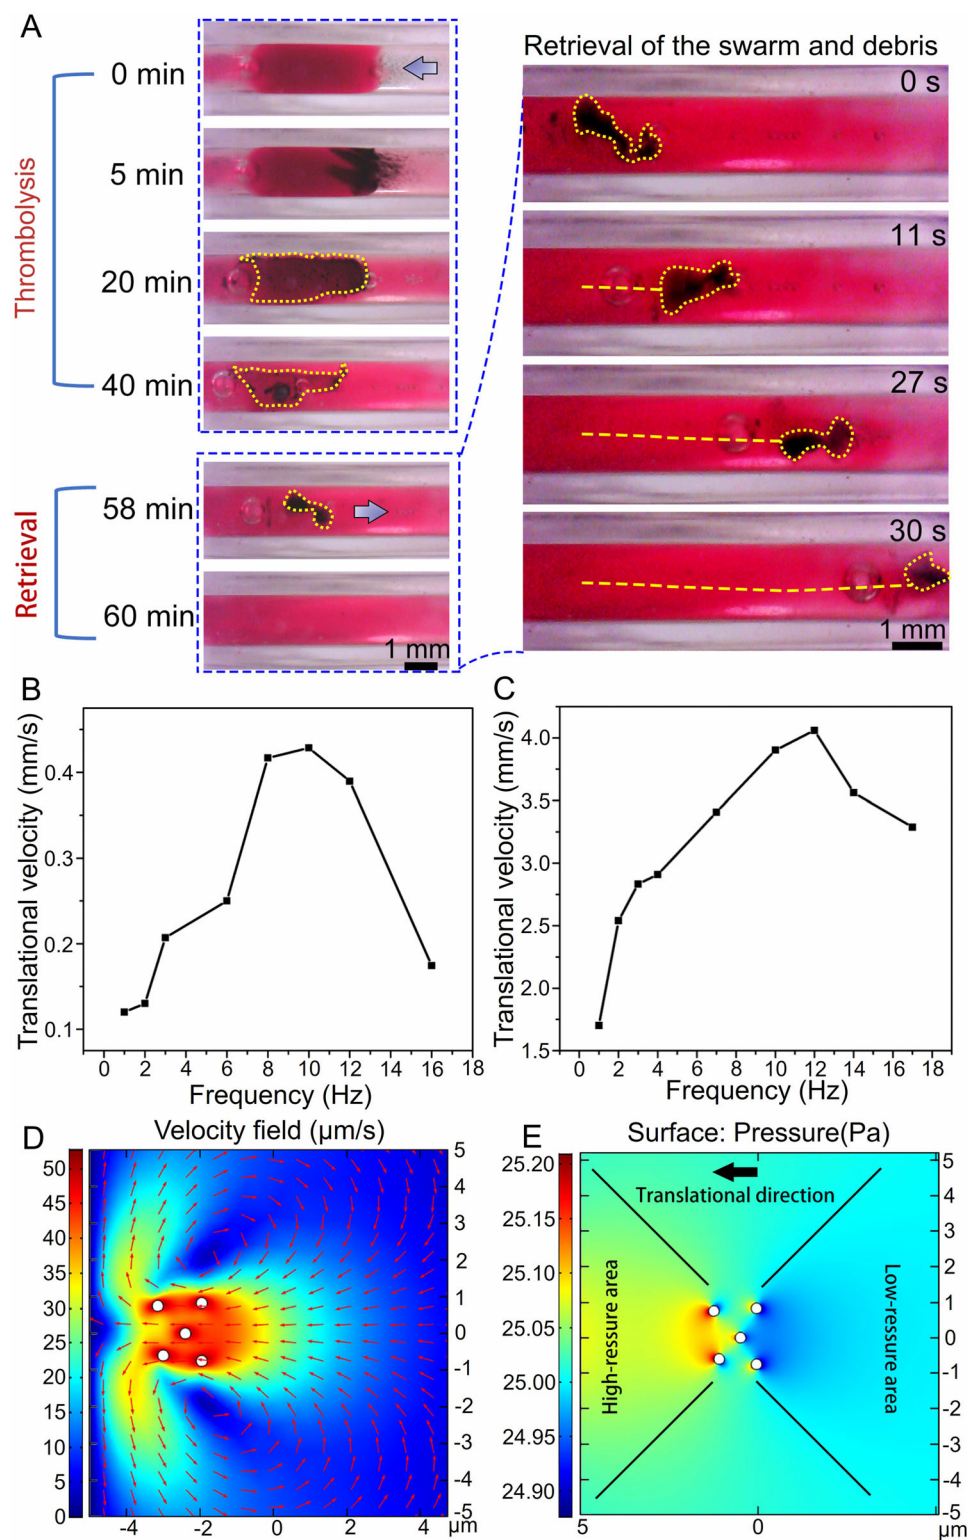 A
Thrombolysis
0 min
5 min
20 min
40 min
Retrieval
58 min
60 min
1 mm
Retrieval of the swarm and debris
0 s
11 s
27 s
30 s
1 mm
B
Translational velocity (mm/s)
0.4
0.3
0.2
0.1
0 2 4 6 8 10 12 14 16 18
Frequency (Hz)
C
Translational velocity (mm/s)
4.0
3.5
3.0
2.5
2.0
1.5
0 2 4 6 8 10 12 14 16 18
Frequency (Hz)
D
Velocity field (µm/s)
50
45
40
35
30
25
20
15
10
5
0
5
4
3
2
1
0
-1
-2
-3
-4
-5
-4 -2 0 2 4 µm
E
Surface: Pressure(Pa)
25.20
25.15
25.10
25.05
25.00
24.95
24.90
Translational direction
High-ressure area
Low-ressure area
5
4
3
2
1
0
-1
-2
-3
-4
-5
5 0 µm